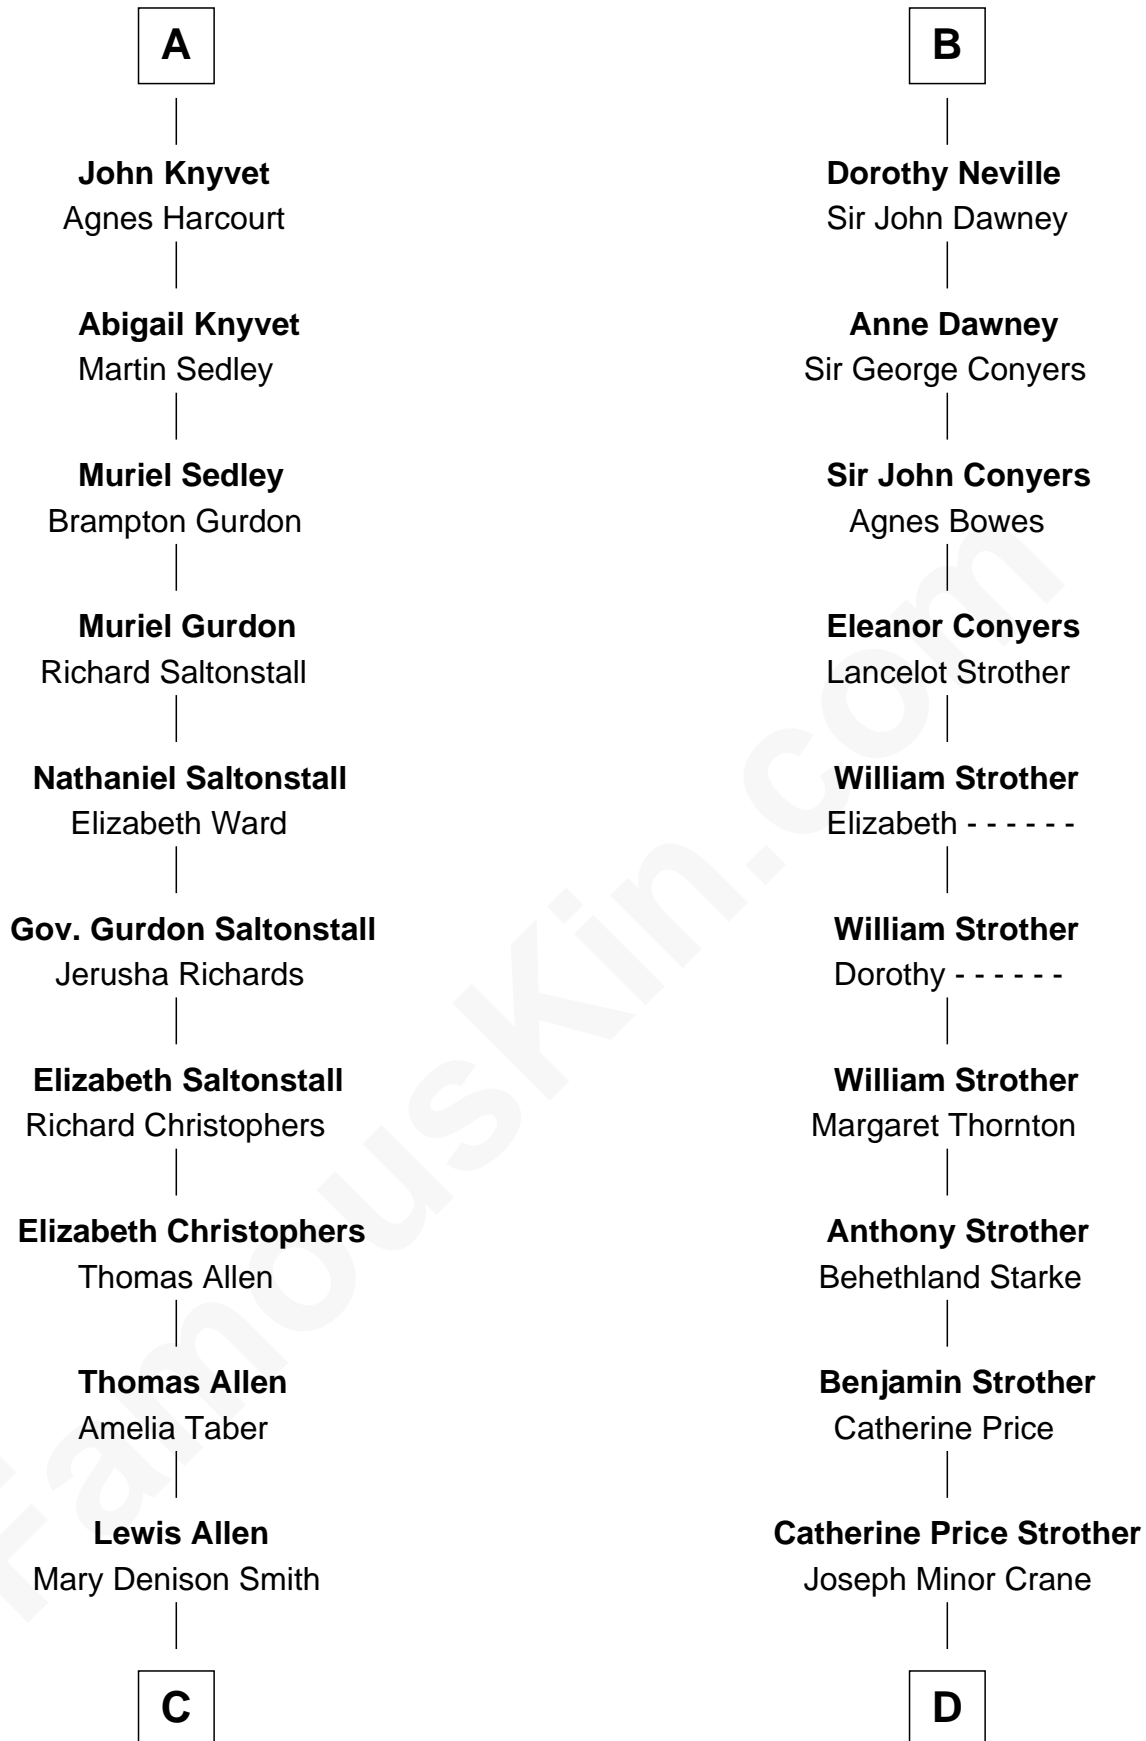 A
John Knyvet
Agnes Harcourt
Abigail Knyvet
Martin Sedley
Muriel Sedley
Brampton Gurdon
Muriel Gurdon
Richard Saltonstall
Nathaniel Saltonstall
Elizabeth Ward
Gov. Gurdon Saltonstall
Jerusha Richards
Elizabeth Saltonstall
Richard Christophers
Elizabeth Christophers
Thomas Allen
Thomas Allen
Amelia Taber
Lewis Allen
Mary Denison Smith
C
B
Dorothy Neville
Sir John Dawney
Anne Dawney
Sir George Conyers
Sir John Conyers
Agnes Bowes
Eleanor Conyers
Lancelot Strother
William Strother
Elizabeth - - - - - -
William Strother
Dorothy - - - - - -
William Strother
Margaret Thornton
Anthony Strother
Behethland Starke
Benjamin Strother
Catherine Price
Catherine Price Strother
Joseph Minor Crane
D
FamousKin.com